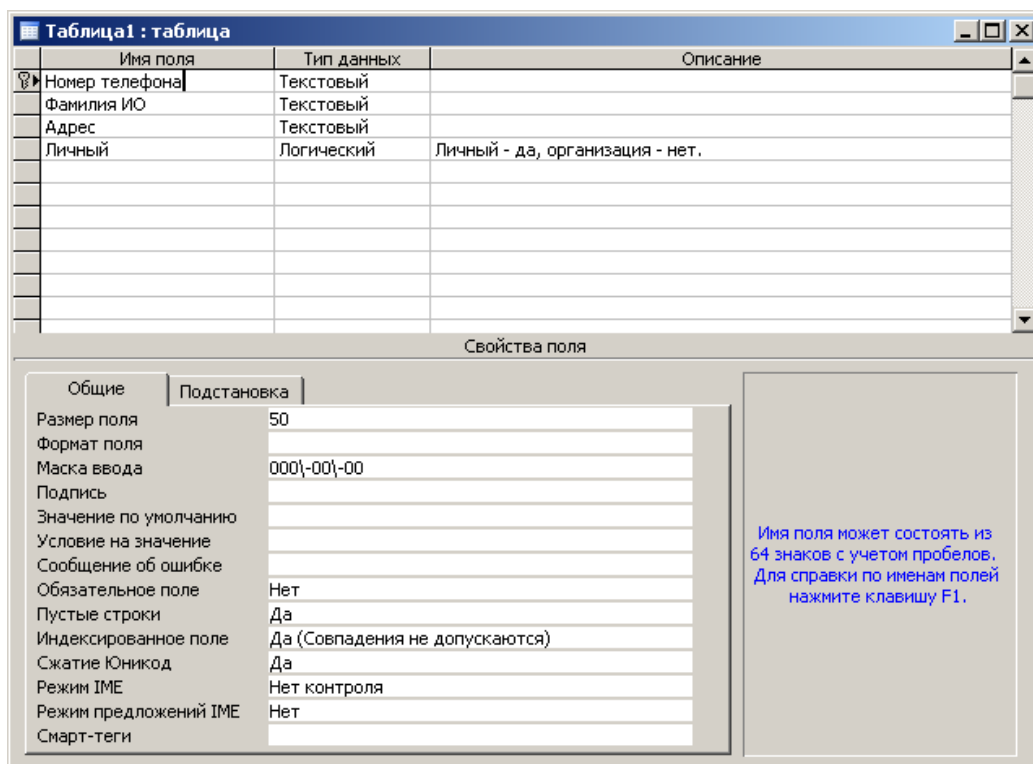 Таблица1 : таблица
Имя поля Тип данных Описание
Номер телефона Текстовый
Фамилия ИО Текстовый
Адрес Текстовый
Личный Логический Личный - да, организация - нет.
Свойства поля
Общие Подстановка
Размер поля 50
Формат поля
Маска ввода 000\-00\-00
Подпись
Значение по умолчанию
Условие на значение
Сообщение об ошибке
Обязательное поле Нет
Пустые строки Да
Индексированное поле Да (Совпадения не допускаются)
Сжатие Юникод Да
Режим IME Нет контроля
Режим предложений IME Нет
Смарт-теги
Имя поля может состоять из
64 знаков с учетом пробелов.
Для справки по именам полей
нажмите клавишу F1.